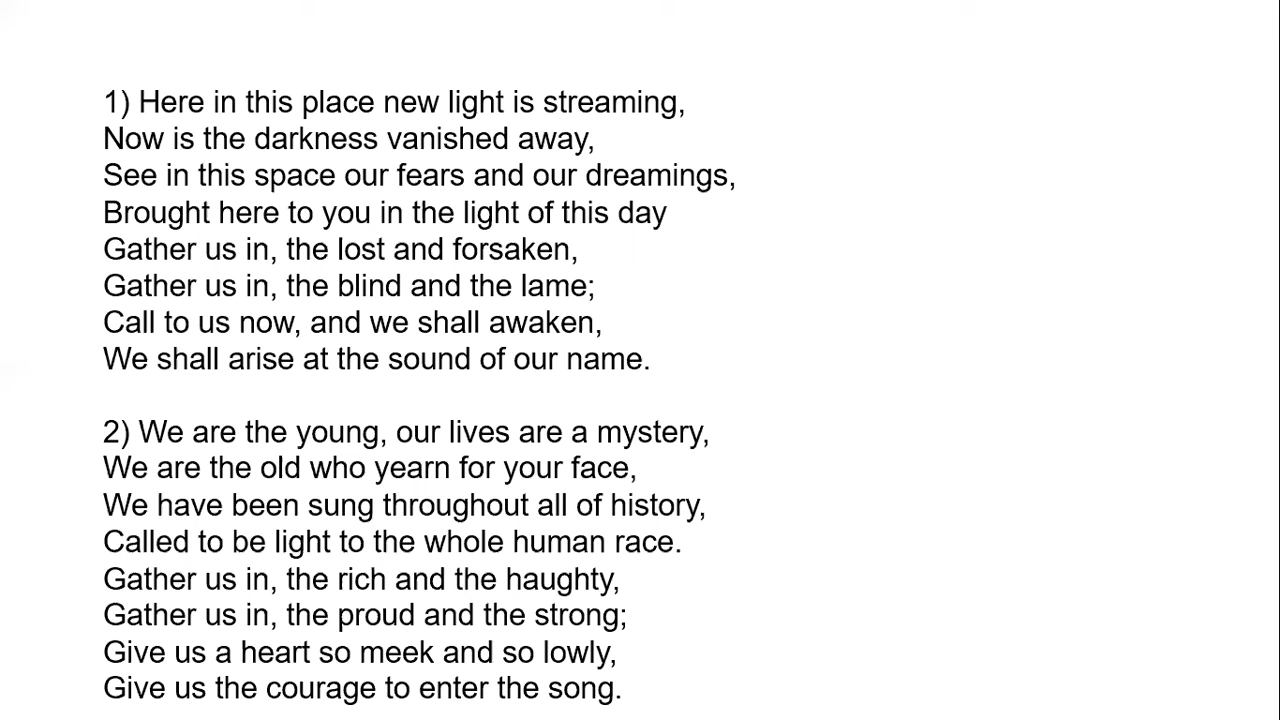 1) Here in this place new light is streaming,
Now is the darkness vanished away,
See in this space our fears and our dreamings,
Brought here to you in the light of this day
Gather us in, the lost and forsaken,
Gather us in, the blind and the lame;
Call to us now, and we shall awaken,
We shall arise at the sound of our name.
2) We are the young, our lives are a mystery,
We are the old who yearn for your face,
We have been sung throughout all of history,
Called to be light to the whole human race.
Gather us in, the rich and the haughty,
Gather us in, the proud and the strong;
Give us a heart so meek and so lowly,
Give us the courage to enter the song.